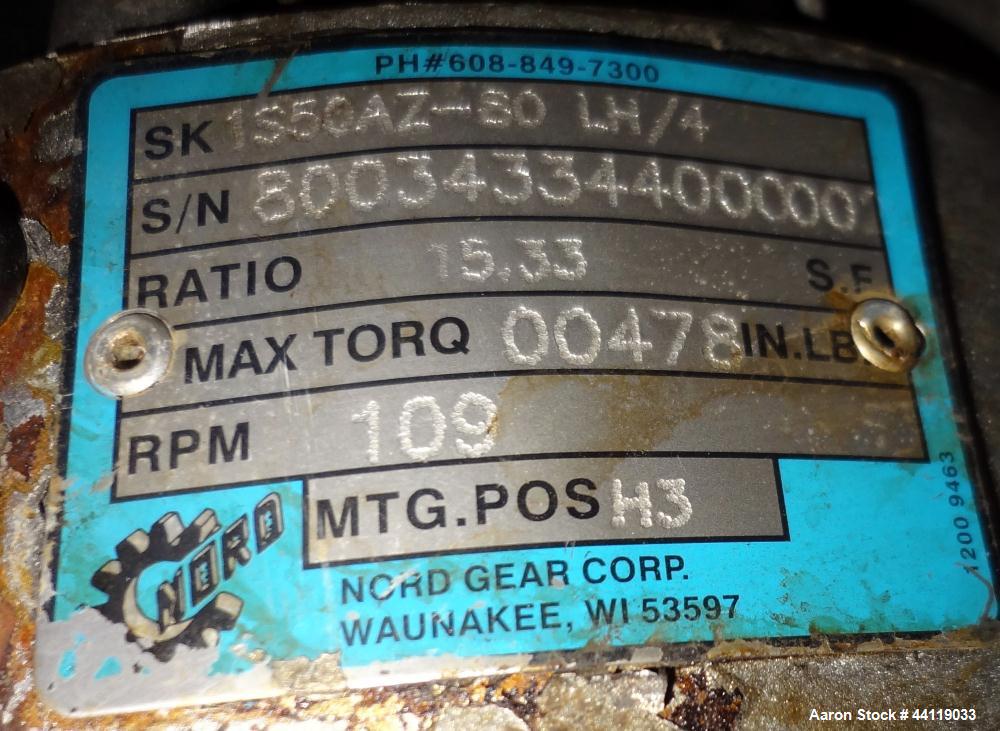 PH#608-849-7300
SK 1S50AZ-80 LH/4
S/N 80034334400000
RATIO 15.33 S.F
MAX TORQ 00478 IN.LB
RPM 109
MTG.POS H3
NORD
NORD GEAR CORP.
WAUNAKEE, WI 53597
1200 9463
Aaron Stock # 44119033